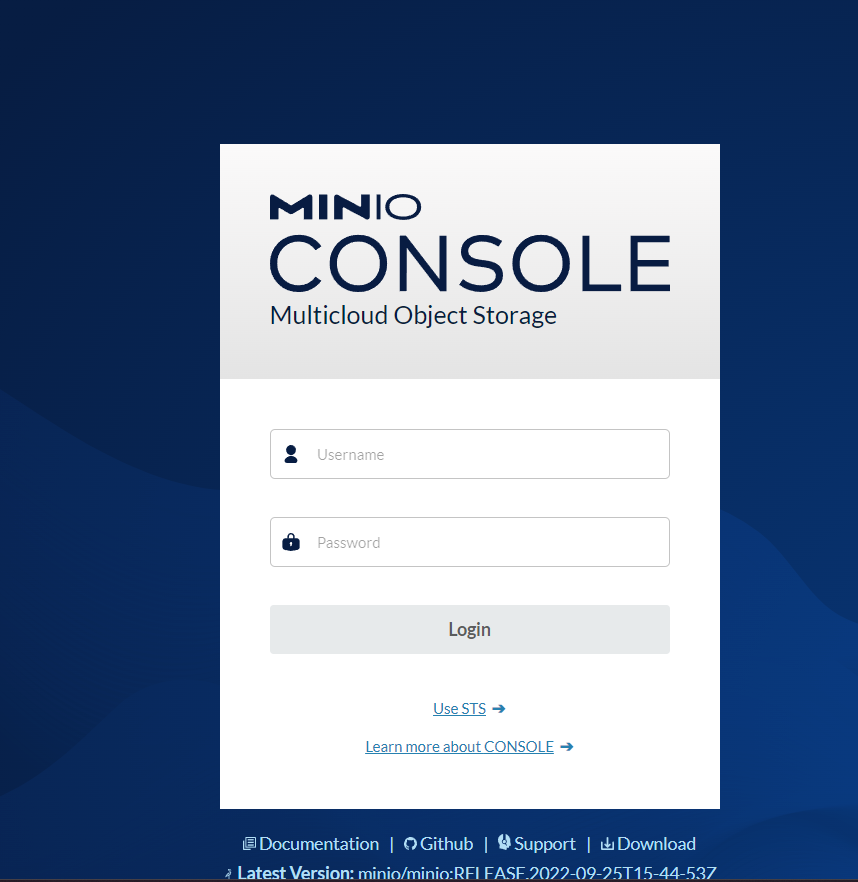 MINIO
CONSOLE
Multicloud Object Storage
Username
Password
Login
Use STS ➔
Learn more about CONSOLE ➔
Documentation | Github | Support | Download
Latest Version: minio/minio:RELEASE.2022-09-25T15-44-53Z